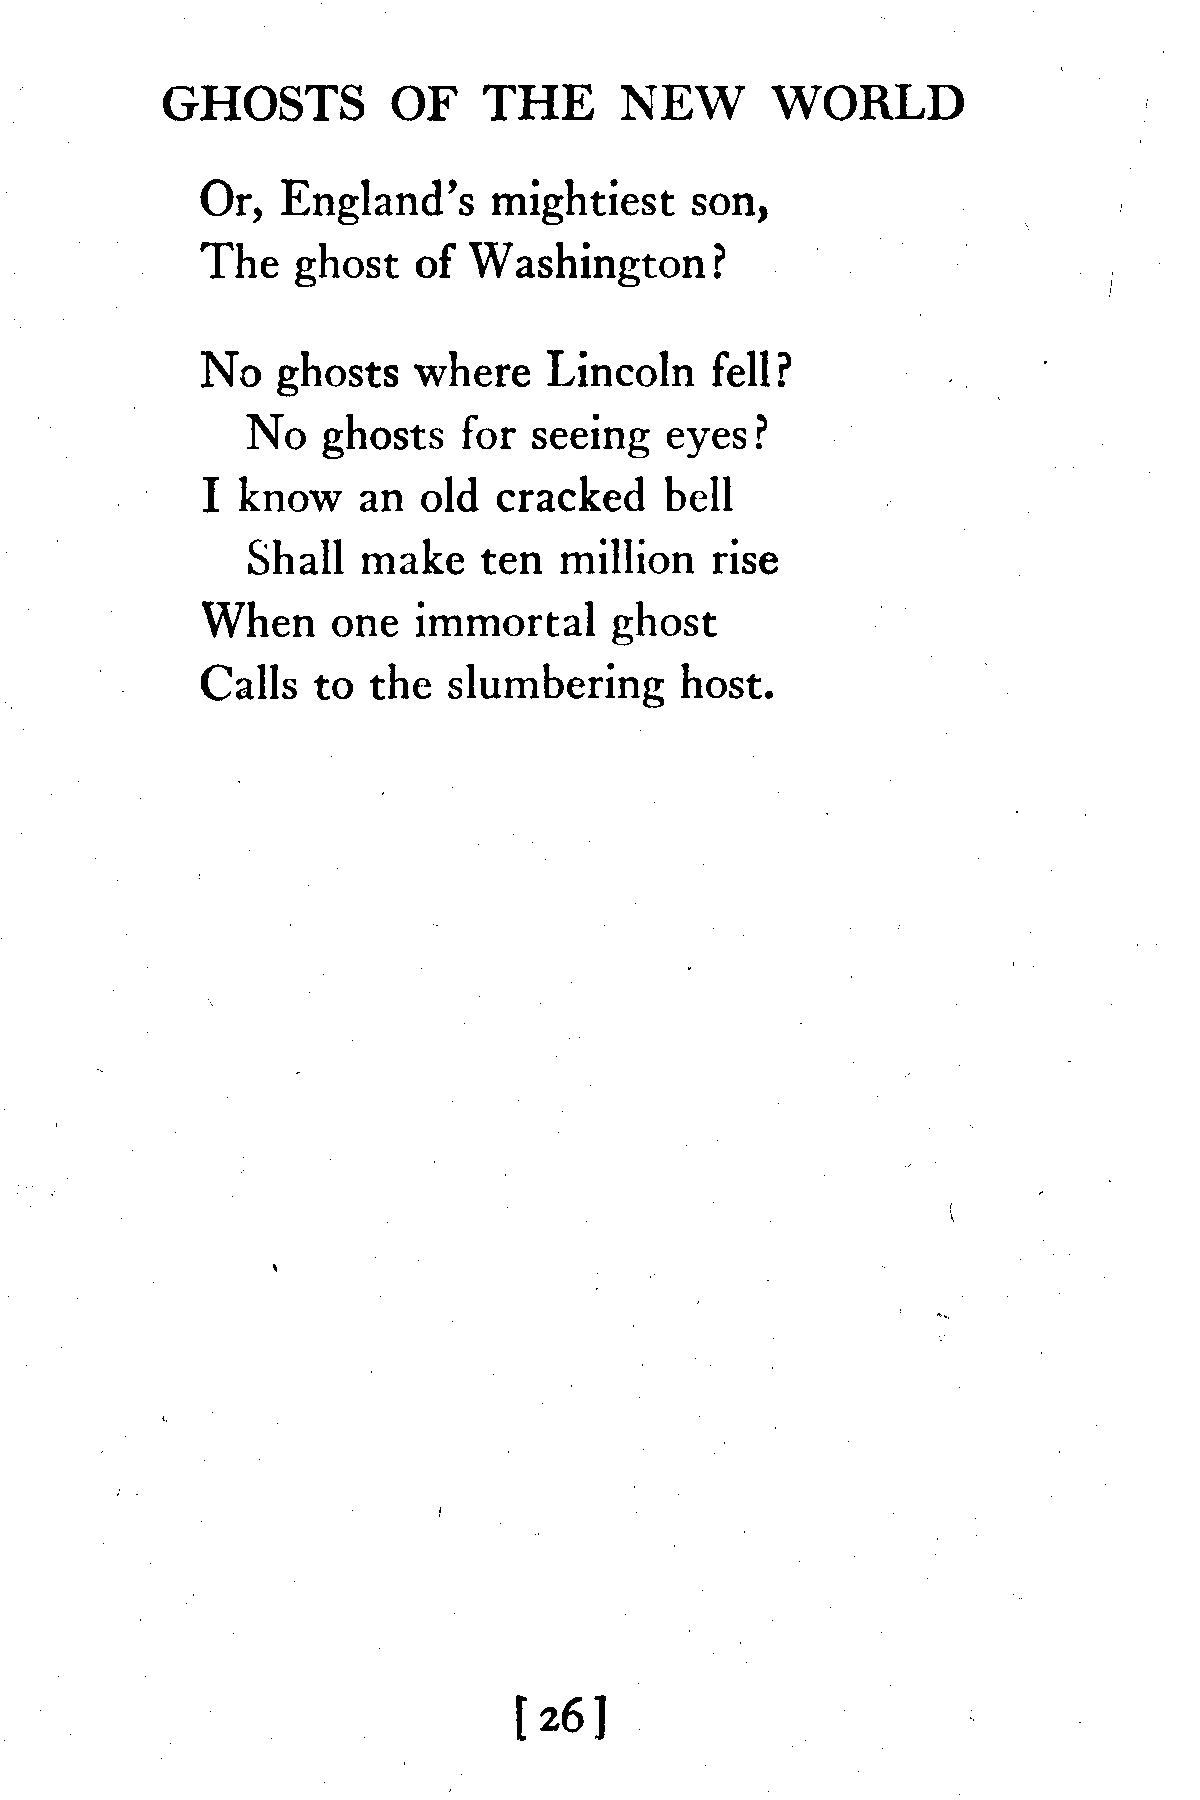 GHOSTS OF THE NEW WORLD
Or, England's mightiest son,
The ghost of Washington?
No ghosts where Lincoln fell?
No ghosts for seeing eyes?
I know an old cracked bell
Shall make ten million rise
When one immortal ghost
Calls to the slumbering host.
[26]